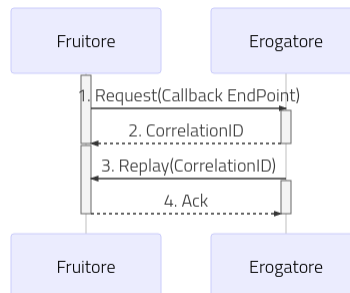 Fruitore Erogatore
1. Request(Callback EndPoint)
2. CorrelationID
3. Replay(CorrelationID)
4. Ack
Fruitore Erogatore